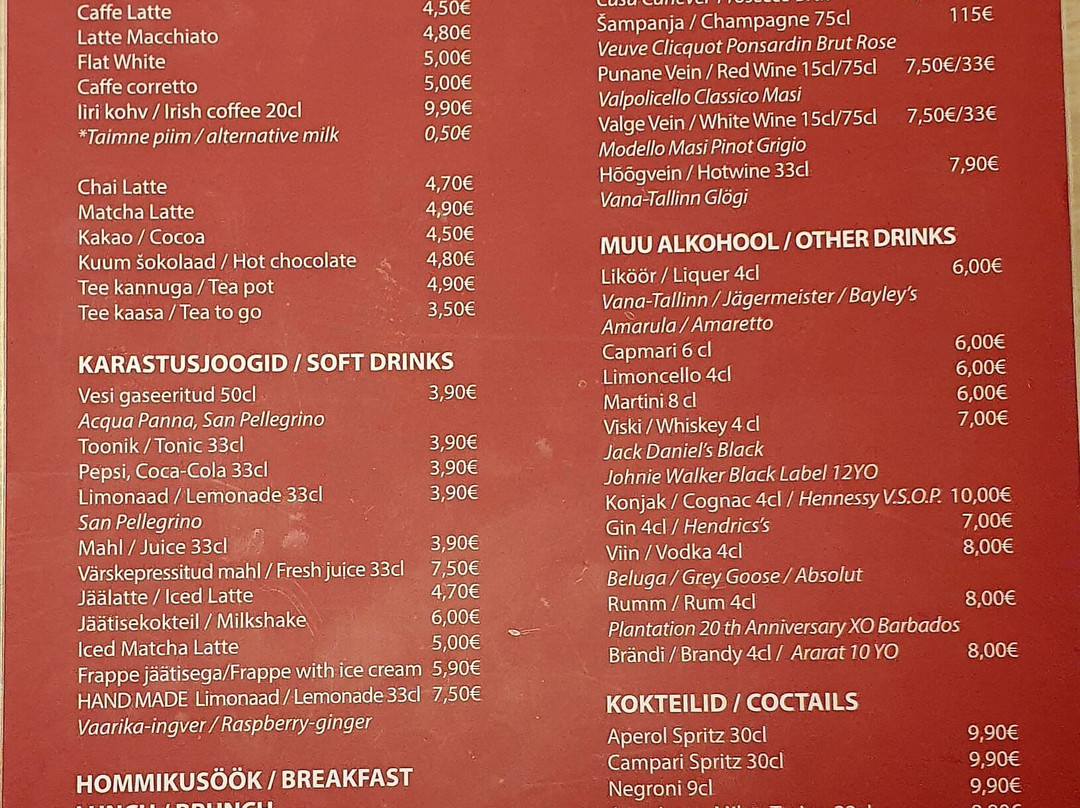 Caffe Latte 4,50€
Latte Macchiato 4,80€
Flat White 5,00€
Caffe corretto 5,00€
Iiri kohv / Irish coffee 20cl 9,90€
*Taimne piim / alternative milk 0,50€
Chai Latte 4,70€
Matcha Latte 4,90€
Kakao / Cocoa 4,50€
Kuum šokolaad / Hot chocolate 4,80€
Tee kannuga / Tea pot 4,90€
Tee kaasa / Tea to go 3,50€
KARASTUSJOOGID / SOFT DRINKS
Vesi gaseeritud 50cl 3,90€
Acqua Panna, San Pellegrino
Toonik / Tonic 33cl 3,90€
Pepsi, Coca-Cola 33cl 3,90€
Limonaad / Lemonade 33cl 3,90€
San Pellegrino
Mahl / Juice 33cl 3,90€
Värskepressitud mahl / Fresh juice 33cl 7,50€
Jäälatte / Iced Latte 4,70€
Jäätisekokteil / Milkshake 6,00€
Iced Matcha Latte 5,00€
Frappe jäätisega/Frappe with ice cream 5,90€
HAND MADE Limonaad / Lemonade 33cl 7,50€
Vaarika-ingver / Raspberry-ginger
HOMMIKUSÖÖK / BREAKFAST
LUNCH / BRUNCH
Šampanja / Champagne 75cl 115€
Veuve Clicquot Ponsardin Brut Rose
Punane Vein / Red Wine 15cl/75cl 7,50€/33€
Valpolicello Classico Masi
Valge Vein / White Wine 15cl/75cl 7,50€/33€
Modello Masi Pinot Grigio
Hõõgvein / Hotwine 33cl 7,90€
Vana-Tallinn Glögi
MUU ALKOHOOL / OTHER DRINKS
Liköör / Liquer 4cl 6,00€
Vana-Tallinn / Jägermeister / Bayley's
Amarula / Amaretto
Capmari 6 cl 6,00€
Limoncello 4cl 6,00€
Martini 8 cl 6,00€
Viski / Whiskey 4 cl 7,00€
Jack Daniel's Black
Johnie Walker Black Label 12YO
Konjak / Cognac 4cl / Hennessy V.S.O.P. 10,00€
Gin 4cl / Hendrics's 7,00€
Viin / Vodka 4cl 8,00€
Beluga / Grey Goose / Absolut
Rumm / Rum 4cl 8,00€
Plantation 20 th Anniversary XO Barbados
Brändi / Brandy 4cl / Ararat 10 YO 8,00€
KOKTEILID / COCTAILS
Aperol Spritz 30cl 9,90€
Campari Spritz 30cl 9,90€
Negroni 9cl 9,90€